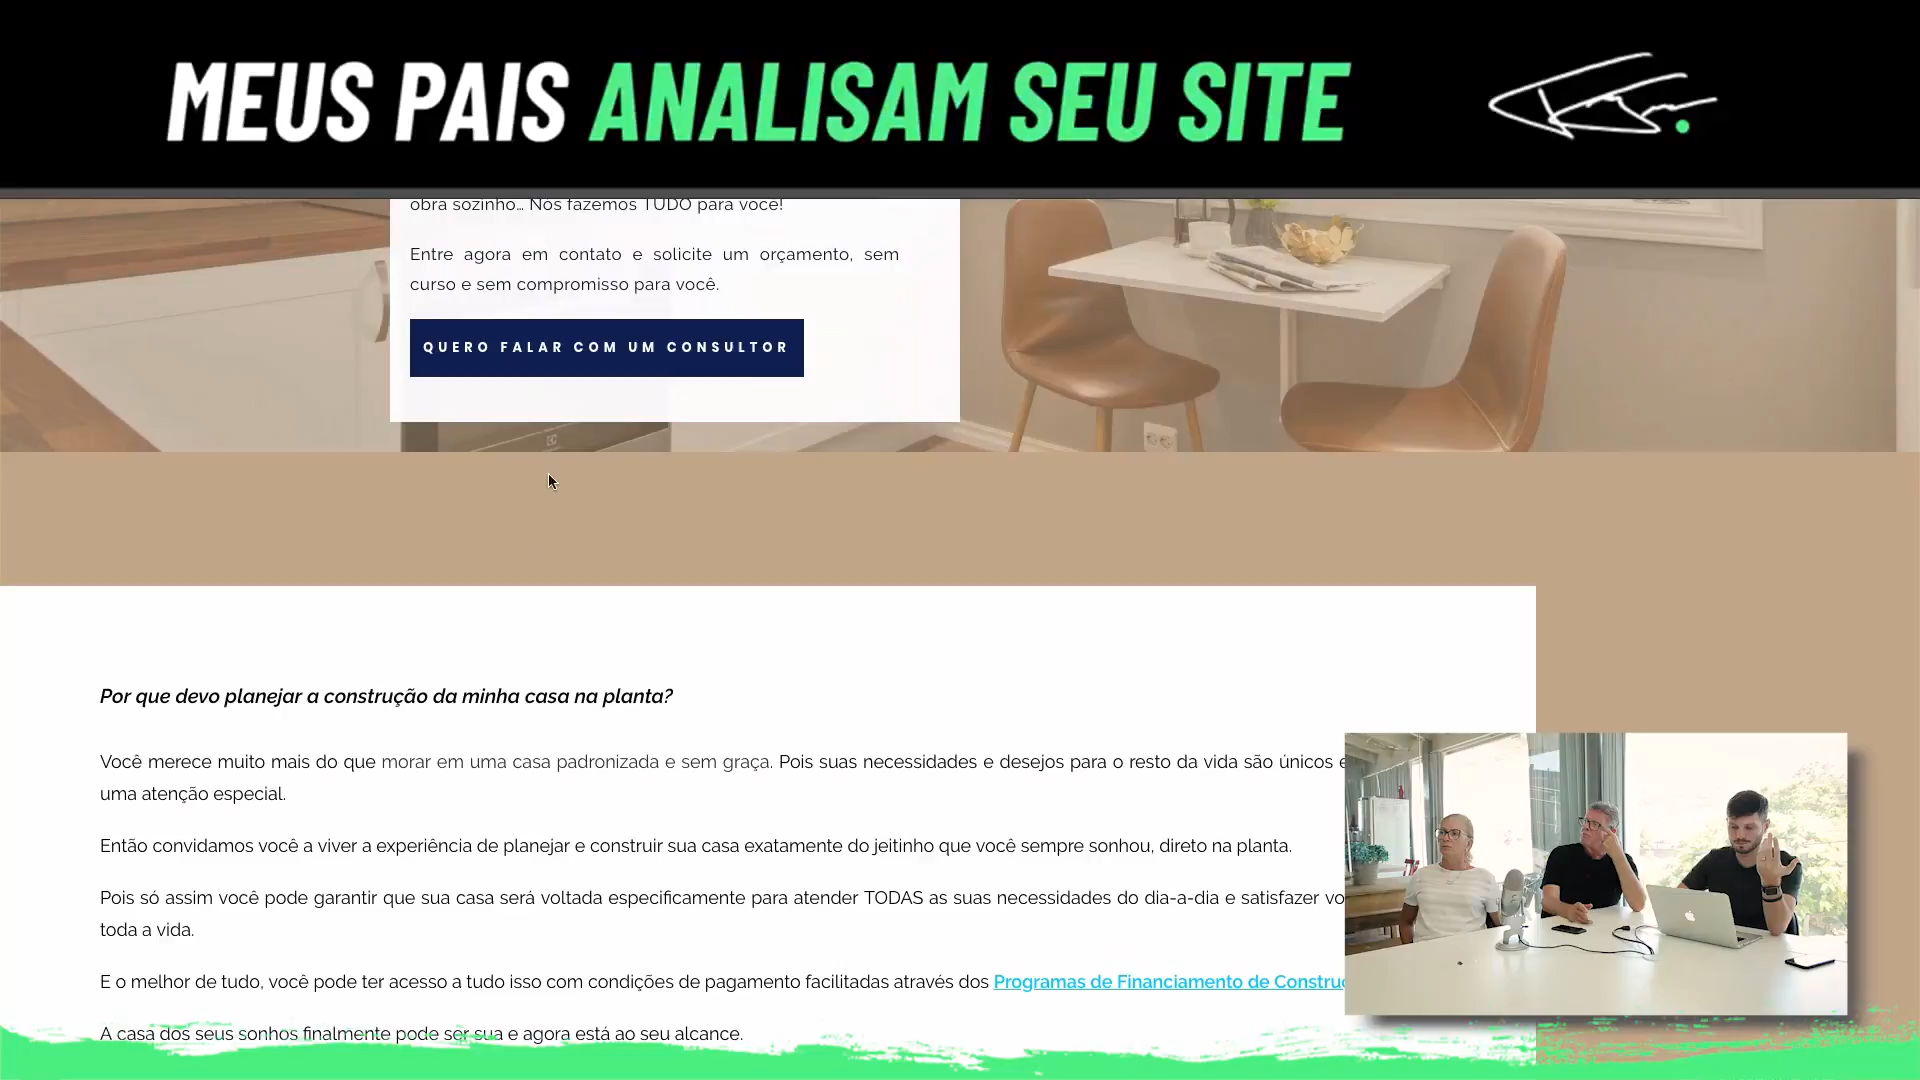 MEUS PAIS ANALISAM SEU SITE
obra sozinho… Nós fazemos TUDO para você!
Entre agora em contato e solicite um orçamento, sem
curso e sem compromisso para você.
QUERO FALAR COM UM CONSULTOR
Por que devo planejar a construção da minha casa na planta?
Você merece muito mais do que morar em uma casa padronizada e sem graça. Pois suas necessidades e desejos para o resto da vida são únicos
uma atenção especial.
Então convidamos você a viver a experiência de planejar e construir sua casa exatamente do jeitinho que você sempre sonhou, direto na planta.
Pois só assim você pode garantir que sua casa será voltada especificamente para atender TODAS as suas necessidades do dia-a-dia e satisfazer
toda a vida.
E o melhor de tudo, você pode ter acesso a tudo isso com condições de pagamento facilitadas através dos Programas de Financiamento de
A casa dos seus sonhos finalmente pode ser sua e agora está ao seu alcance.